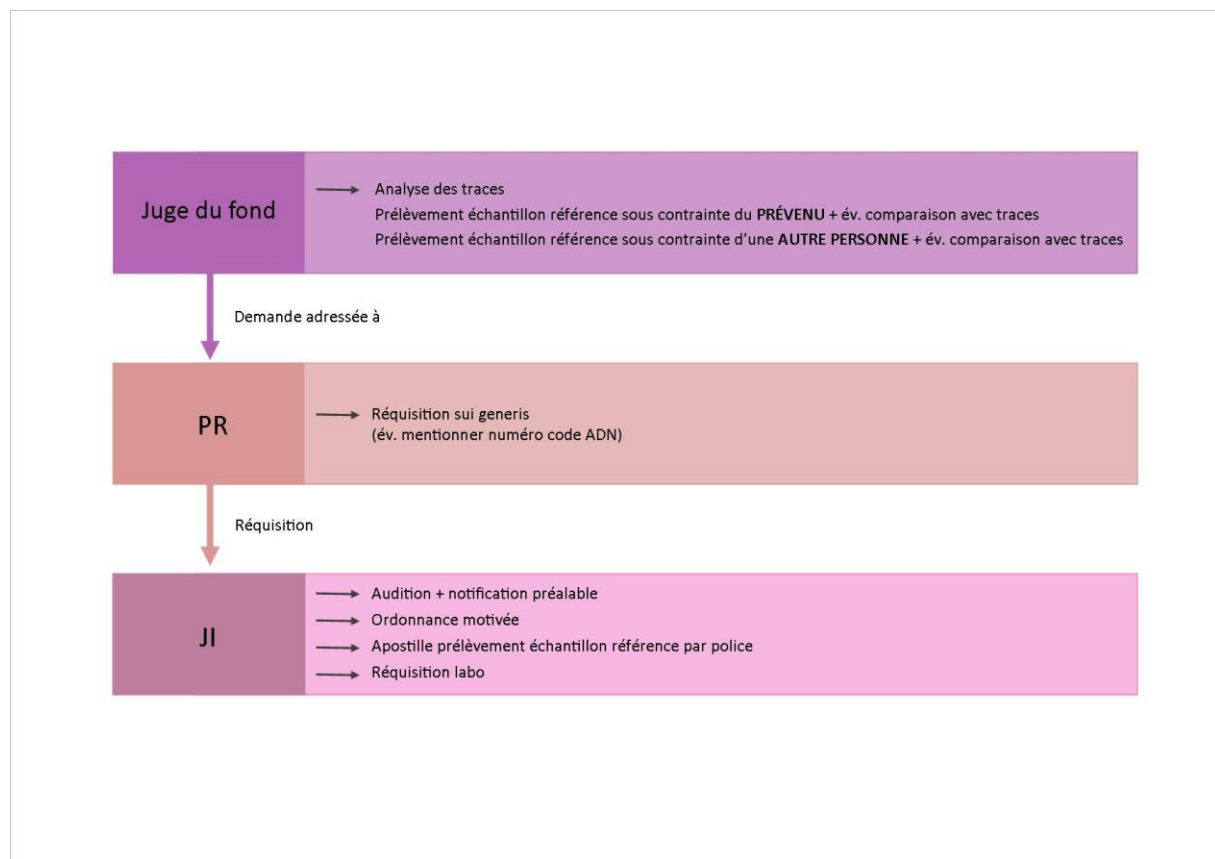 Juge du fond
Analyse des traces
Prélèvement échantillon référence sous contrainte du PRÉVENU + év. comparaison avec traces
Prélèvement échantillon référence sous contrainte d'une AUTRE PERSONNE + év. comparaison avec traces
Demande adressée à
PR
Réquisition sui generis
(év. mentionner numéro code ADN)
Réquisition
JI
Audition + notification préalable
Ordonnance motivée
Apostille prélèvement échantillon référence par police
Réquisition labo